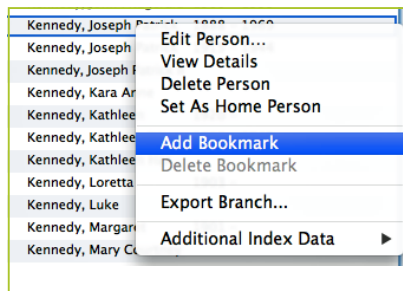 Kennedy, Joseph Patrick 1888 - 1969
Kennedy, Joseph
Kennedy, Joseph
Kennedy, Kara
Kennedy,
Kennedy,
Kennedy,
Kennedy, Loretta
Kennedy, Luke
Kennedy,
Kennedy, Mary
Edit Person...
View Details
Delete Person
Set As Home Person
Add Bookmark
Delete Bookmark
Export Branch...
Additional Index Data